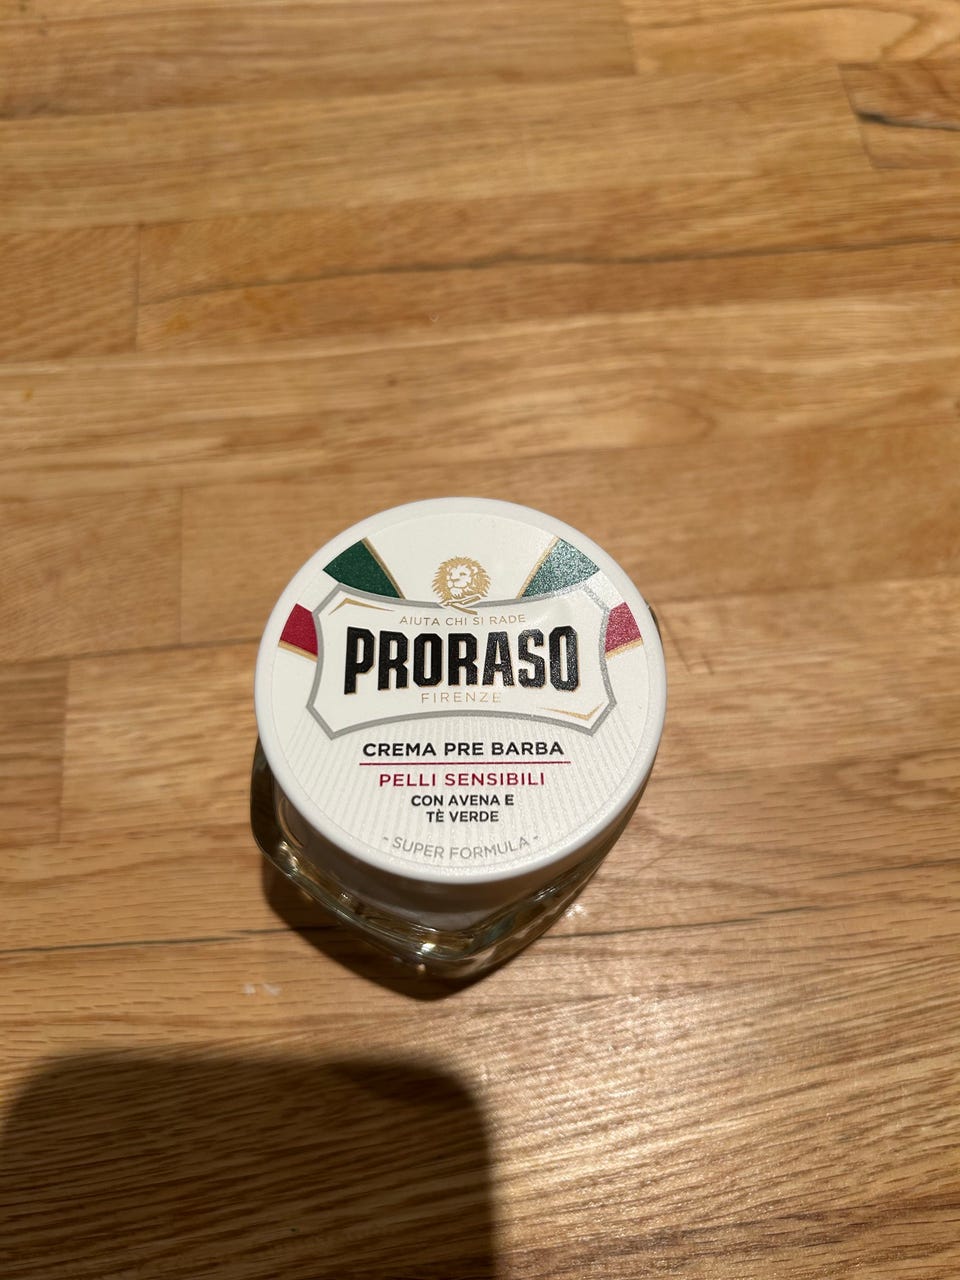 AIUTA CHI SI RADE
PRORASO
FIRENZE
CREMA PRE BARBA
PELLI SENSIBILI
CON AVENA E
TÈ VERDE
- SUPER FORMULA -